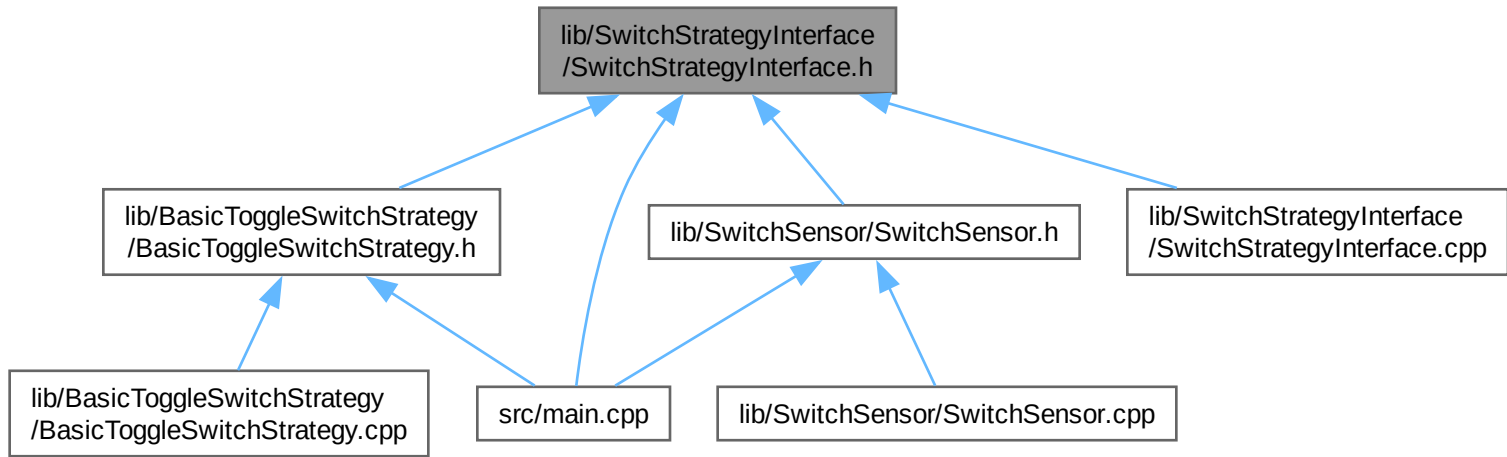 lib/SwitchStrategyInterface
/SwitchStrategyInterface.h
lib/BasicToggleSwitchStrategy
/BasicToggleSwitchStrategy.h
lib/SwitchSensor/SwitchSensor.h
lib/SwitchStrategyInterface
/SwitchStrategyInterface.cpp
lib/BasicToggleSwitchStrategy
/BasicToggleSwitchStrategy.cpp
src/main.cpp
lib/SwitchSensor/SwitchSensor.cpp